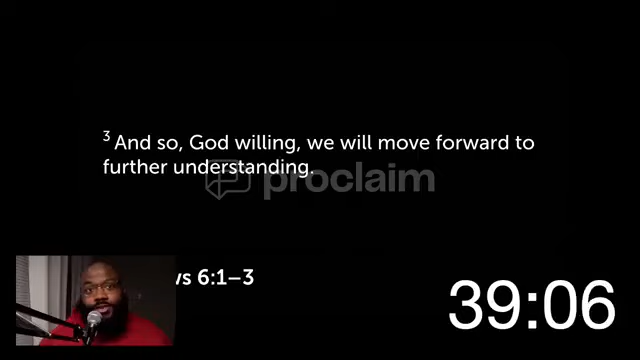 3 And so, God willing, we will move forward to
further understanding.
proclaim
ws 6:1–3
39:06